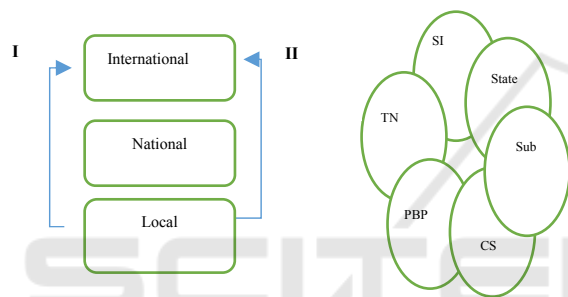 I
International
National
Local
II
SI
State
TN
Sub
PBP
CS